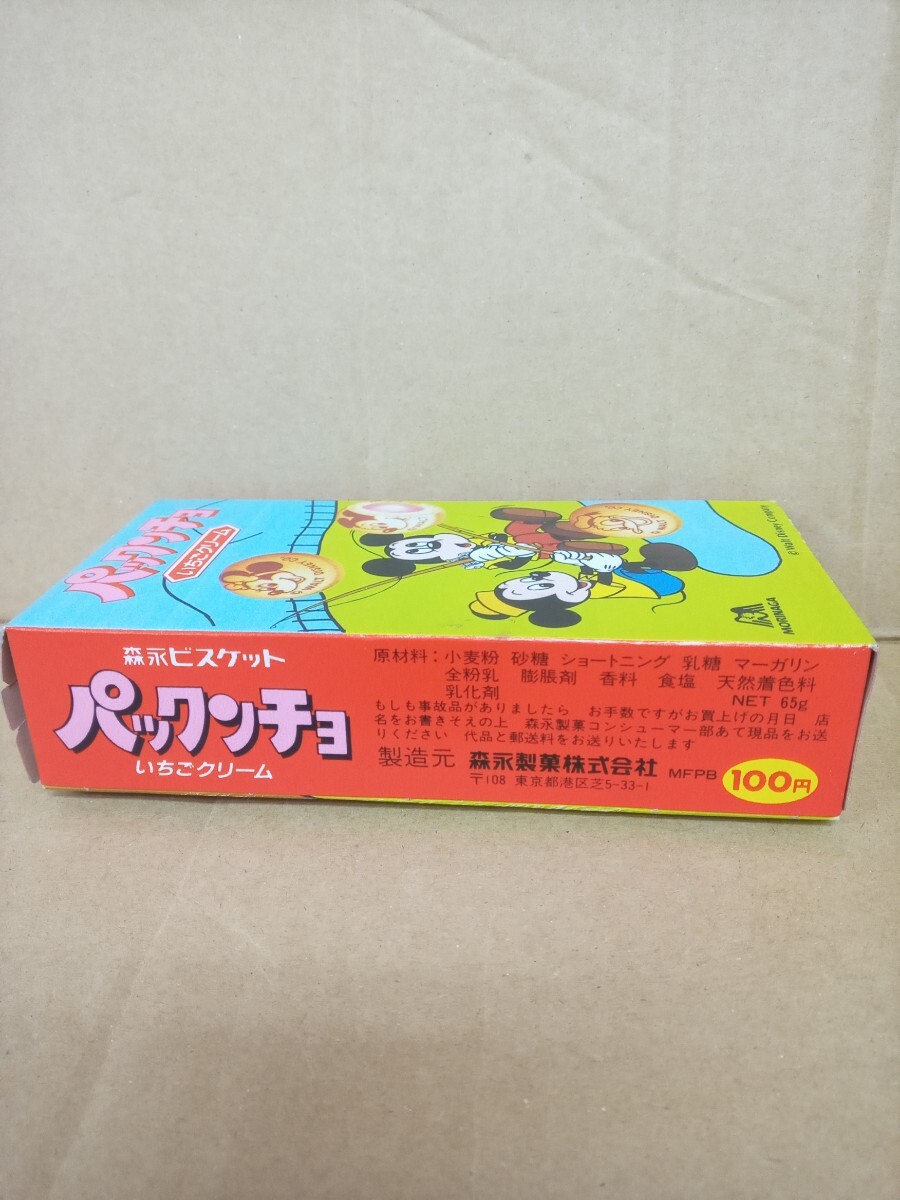 パックンチョ
いちごクリーム
©Walt Disney Company
MORINAGA
森永ビスケット
パックンチョ
いちごクリーム
原材料：小麦粉 砂糖 ショートニング 乳糖 マーガリン
全粉乳 膨脹剤 香料 食塩 天然着色料
乳化剤 NET 65g
もしも事故品がありましたら お手数ですがお買上げの月日 店
名をお書きそえの上 森永製菓コンシューマー部あて現品をお送
りください 代品と郵送料をお送りいたします
製造元 森永製菓株式会社 MFPB
〒108 東京都港区芝5-33-1
100円